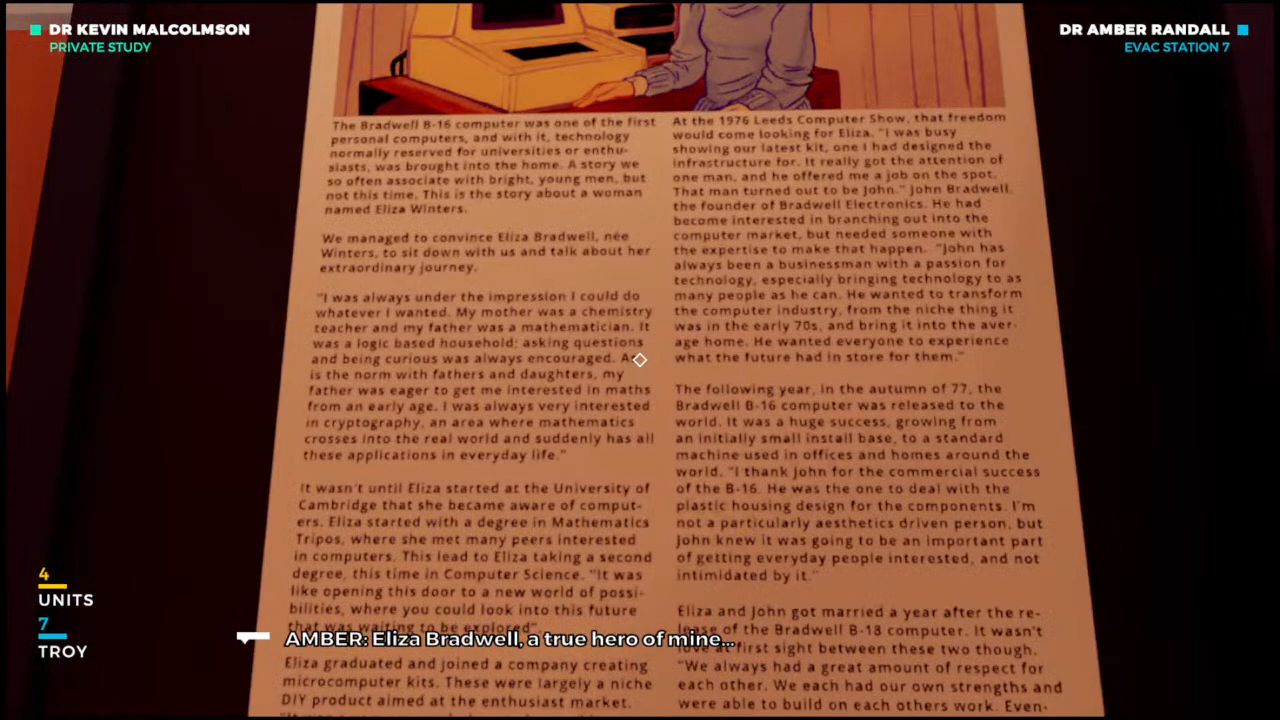 DR KEVIN MALCOLMSON
PRIVATE STUDY
DR AMBER RANDALL
EVAC STATION 7
The Bradwell B-16 computer was one of the first
personal computers, and with it, technology
normally reserved for universities or enthu-
siasts, was brought into the home. A story we
so often associate with bright, young men, but
not this time. This is the story about a woman
named Eliza Winters.
We managed to convince Eliza Bradwell, née
Winters, to sit down with us and talk about her
extraordinary journey.
"I was always under the impression I could do
whatever I wanted. My mother was a chemistry
teacher and my father was a mathematician. It
was a logic based household; asking questions
and being curious was always encouraged. As
is the norm with fathers and daughters, my
father was eager to get me interested in maths
from an early age. I was always very interested
in cryptography, an area where mathematics
crosses into the real world and suddenly has all
these applications in everyday life."
It wasn't until Eliza started at the University of
Cambridge that she became aware of comput-
ers. Eliza started with a degree in Mathematics
Tripos, where she met many peers interested
in computers. This lead to Eliza taking a second
degree, this time in Computer Science. "It was
like opening this door to a new world of possi-
bilities, where you could look into this future
that was waiting to be explored"
Eliza graduated and joined a company creating
microcomputer kits. These were largely a niche
DIY product aimed at the enthusiast market.
At the 1976 Leeds Computer Show, that freedom
would come looking for Eliza. "I was busy
showing our latest kit, one I had designed the
infrastructure for. It really got the attention of
one man, and he offered me a job on the spot.
That man turned out to be John." John Bradwell,
the founder of Bradwell Electronics. He had
become interested in branching out into the
computer market, but needed someone with
the expertise to make that happen. "John has
always been a businessman with a passion for
technology, especially bringing technology to as
many people as he can. He wanted to transform
the computer industry, from the niche thing it
was in the early 70s, and bring it into the aver-
age home. He wanted everyone to experience
what the future had in store for them."
The following year, in the autumn of 77, the
Bradwell B-16 computer was released to the
world. It was a huge success, growing from
an initially small install base, to a standard
machine used in offices and homes around the
world. "I thank John for the commercial success
of the B-16. He was the one to deal with the
plastic housing design for the components. I'm
not a particularly aesthetics driven person, but
John knew it was going to be an important part
of getting everyday people interested, and not
intimidated by it."
Eliza and John got married a year after the re-
lease of the Bradwell B-18 computer. It wasn't
love at first sight between these two though.
"We always had a great amount of respect for
each other. We each had our own strengths and
were able to build on each others work. Even-
4
UNITS
7
TROY
AMBER: Eliza Bradwell, a true hero of mine...